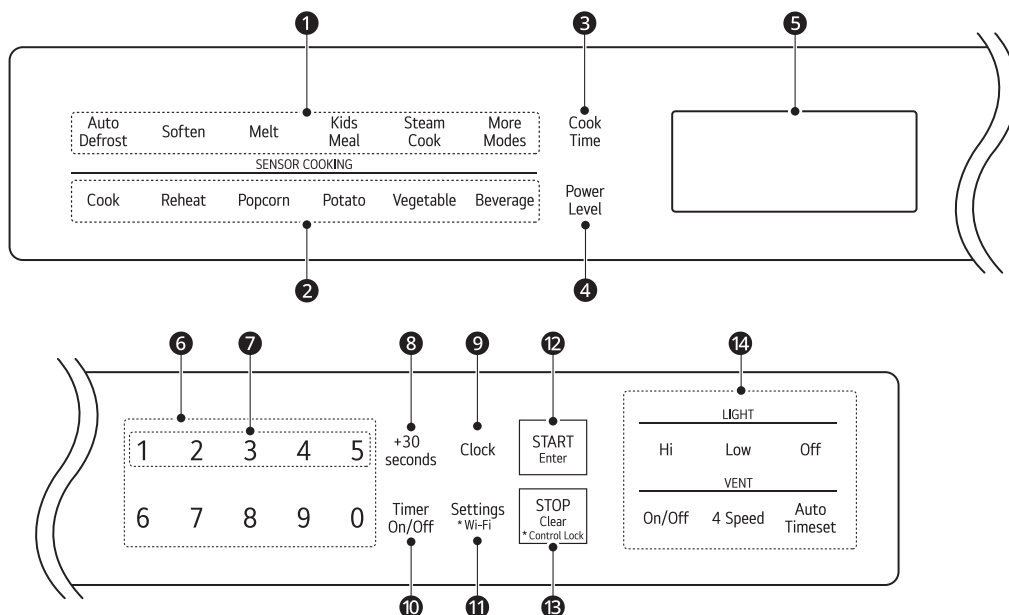 1 3 5
Auto Defrost Soften Melt Kids Meal Steam Cook More Modes Cook Time
SENSOR COOKING
Cook Reheat Popcorn Potato Vegetable Beverage Power Level
2 4
6 7 8 9 12 14
LIGHT
1 2 3 4 5 +30 seconds Clock START Enter Hi Low Off
VENT
6 7 8 9 0 Timer On/Off Settings * Wi-Fi STOP Clear * Control Lock On/Off 4 Speed Auto Timeset
10 11 13